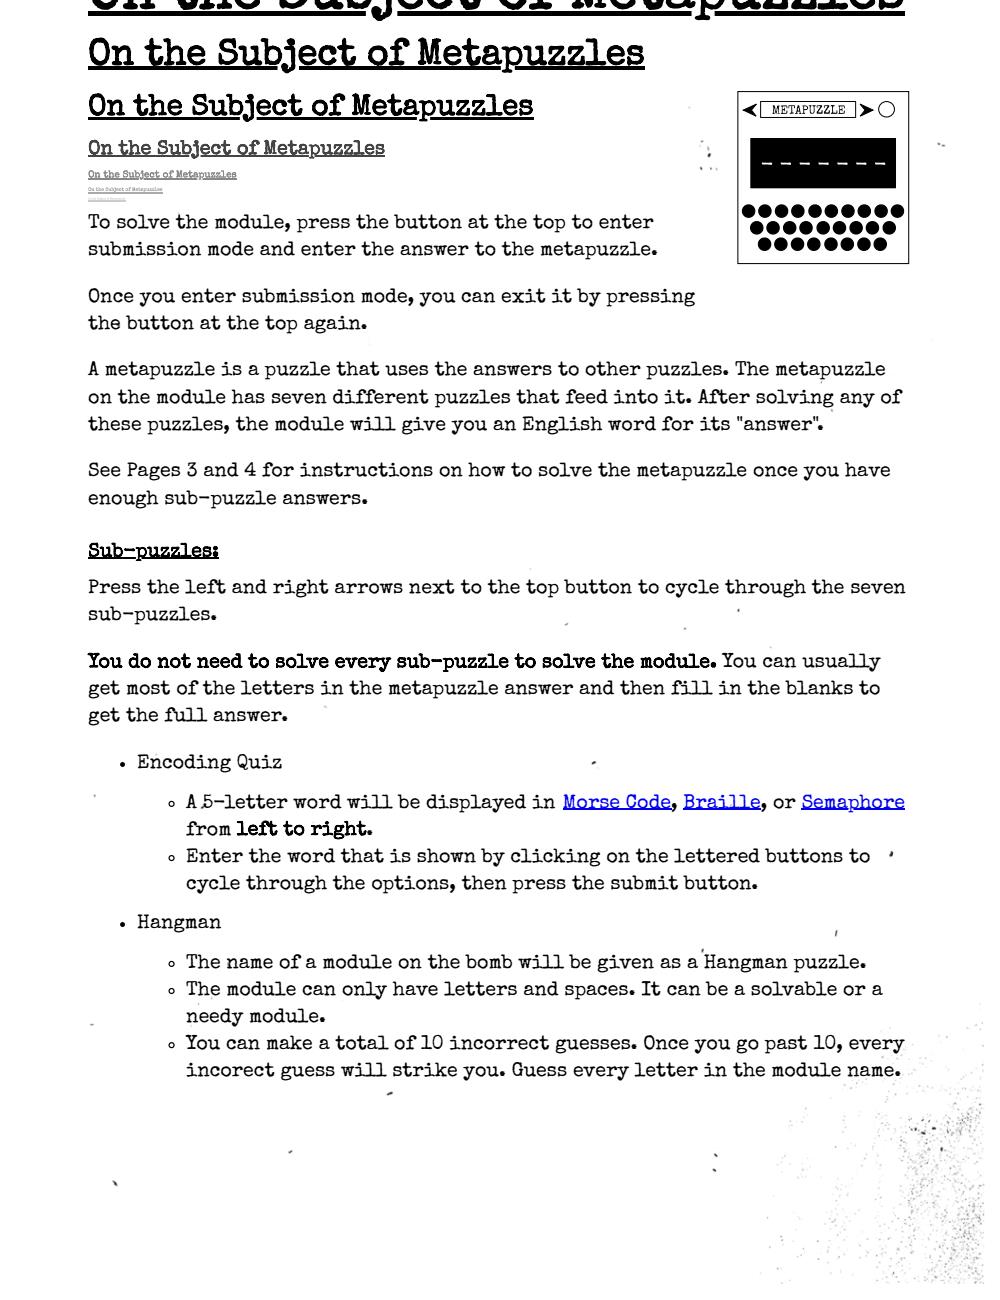 On the Subject of Metapuzzles
On the Subject of Metapuzzles
On the Subject of Metapuzzles
METAPUZZLE
On the Subject of Metapuzzles
On the Subject of Metapuzzles
On the Subject of Metapuzzles
To solve the module, press the button at the top to enter
submission mode and enter the answer to the metapuzzle.
Once you enter submission mode, you can exit it by pressing
the button at the top again.
A metapuzzle is a puzzle that uses the answers to other puzzles. The metapuzzle
on the module has seven different puzzles that feed into it. After solving any of
these puzzles, the module will give you an English word for its "answer".
See Pages 3 and 4 for instructions on how to solve the metapuzzle once you have
enough sub-puzzle answers.
Sub-puzzles:
Press the left and right arrows next to the top button to cycle through the seven
sub-puzzles.
You do not need to solve every sub-puzzle to solve the module. You can usually
get most of the letters in the metapuzzle answer and then fill in the blanks to
get the full answer.
• Encoding Quiz
◦ A 5-letter word will be displayed in Morse Code, Braille, or Semaphore
from left to right.
◦ Enter the word that is shown by clicking on the lettered buttons to
cycle through the options, then press the submit button.
• Hangman
◦ The name of a module on the bomb will be given as a Hangman puzzle.
◦ The module can only have letters and spaces. It can be a solvable or a
needy module.
◦ You can make a total of 10 incorrect guesses. Once you go past 10, every
incorect guess will strike you. Guess every letter in the module name.